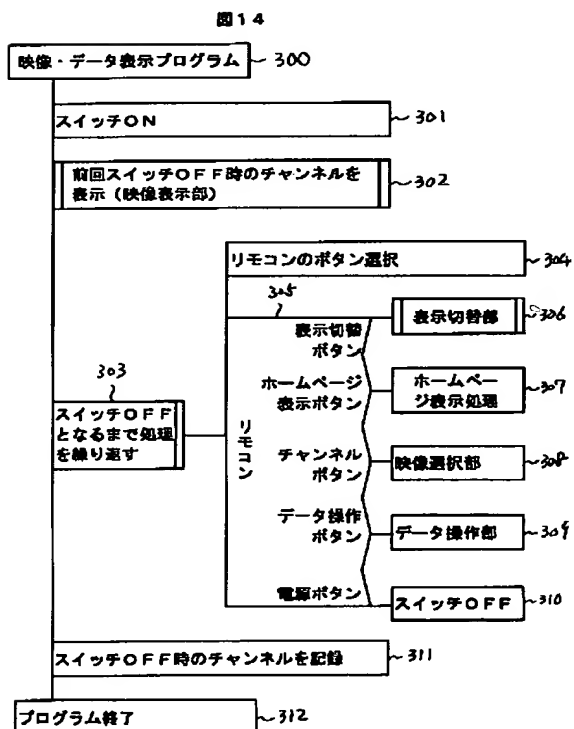 図14
映像・データ表示プログラム
300
スイッチON
301
前回スイッチOFF時のチャンネルを
表示（映像表示部）
302
リモコンのボタン選択
304
305
表示切替
ボタン
表示切替部
306
303
スイッチOFF
となるまで処理
を繰り返す
リモコン
ホームページ
表示ボタン
ホームペー
ジ表示処理
307
チャンネル
ボタン
映像選択部
308
データ操作
ボタン
データ操作部
309
電源ボタン
スイッチOFF
310
スイッチOFF時のチャンネルを記録
311
プログラム終了
312